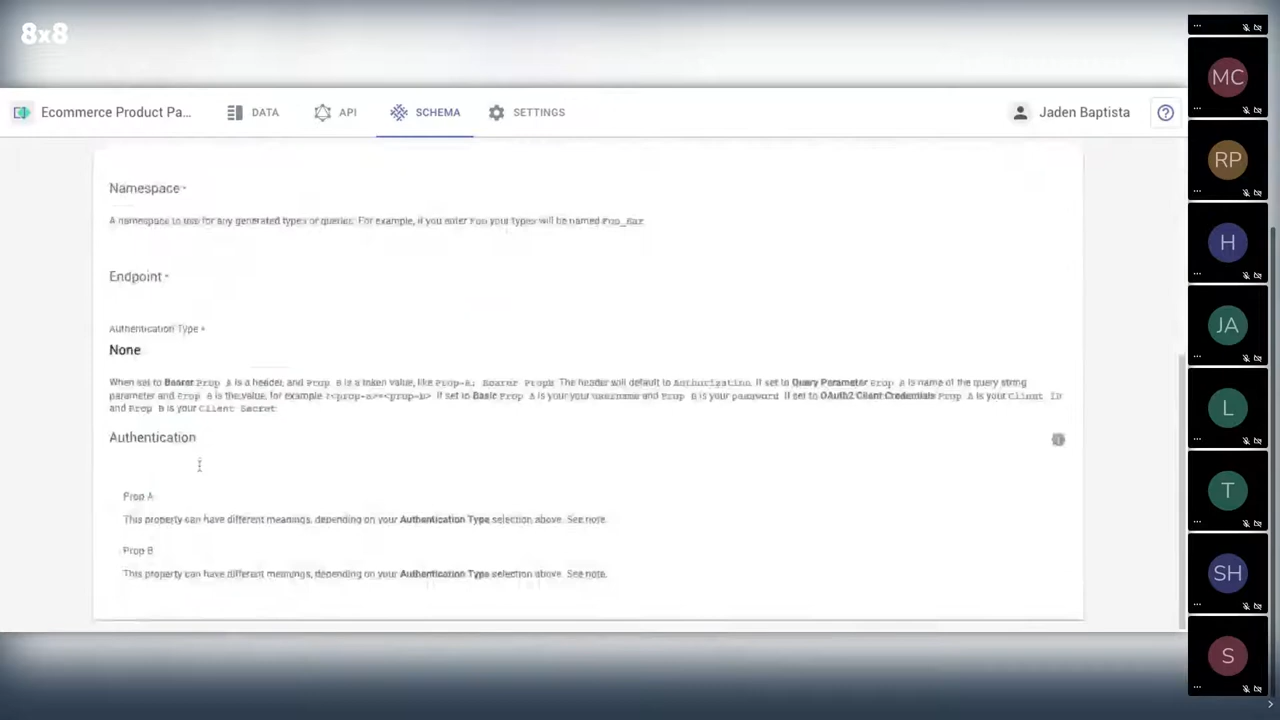 8x8
Ecommerce Product Pa...
DATA
API
SCHEMA
SETTINGS
Jaden Baptista
Namespace*
A namespace to use for any generated types or queries. For example, if you enter Foo your types will be named Foo_Bar
Endpoint*
Authentication Type *
None
When set to Bearer Prop A is a header, and Prop B is a token value, like Prop-A: Bearer PropB The header will default to Authorization. If set to Query Parameter Prop A is name of the query string
parameter and Prop B is the value, for example ?<prop-a>=<prop-b> If set to Basic Prop A is your your username and Prop B is your password If set to OAuth2 Client Credentials Prop A is your Client ID
and Prop B is your Client Secret
Authentication
Prop A
This property can have different meanings, depending on your Authentication Type selection above. See note.
Prop B
This property can have different meanings, depending on your Authentication Type selection above. See note.
MC
RP
H
JA
L
T
SH
S